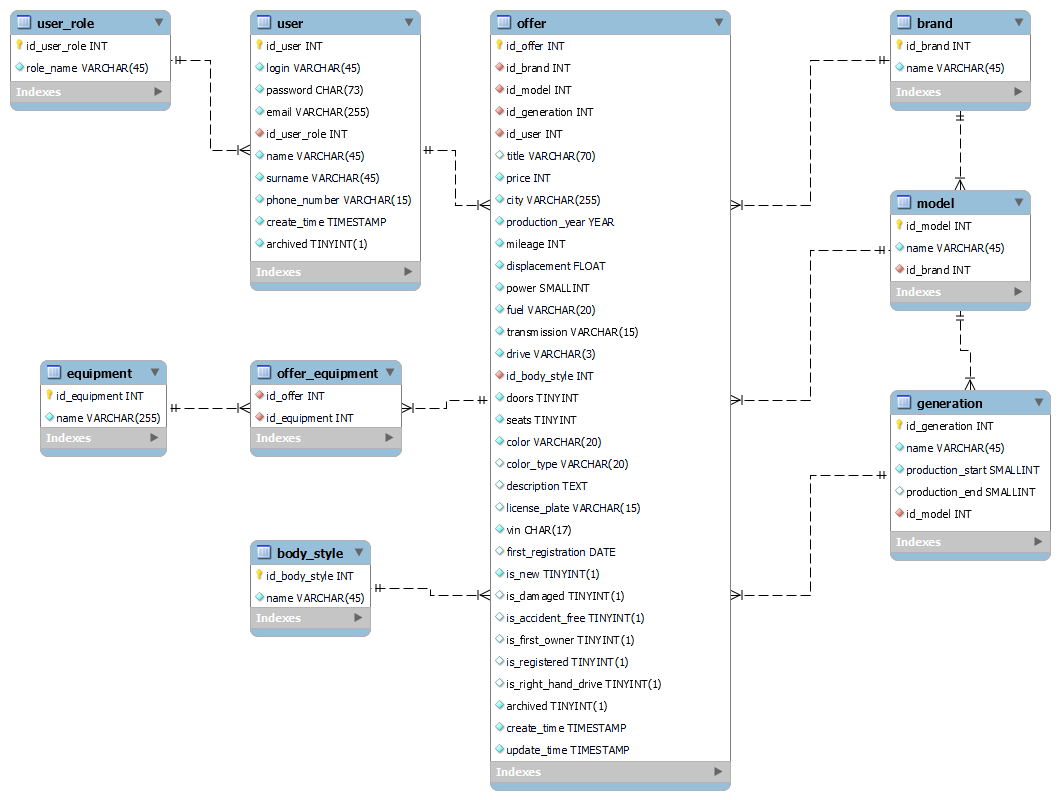 user_role
id_user_role INT
role_name VARCHAR(45)
Indexes
user
id_user INT
login VARCHAR(45)
password CHAR(73)
email VARCHAR(255)
id_user_role INT
name VARCHAR(45)
surname VARCHAR(45)
phone_number VARCHAR(15)
create_time TIMESTAMP
archived TINYINT(1)
Indexes
offer
id_offer INT
id_brand INT
id_model INT
id_generation INT
id_user INT
title VARCHAR(70)
price INT
city VARCHAR(255)
production_year YEAR
mileage INT
displacement FLOAT
power SMALLINT
fuel VARCHAR(20)
transmission VARCHAR(15)
drive VARCHAR(3)
id_body_style INT
doors TINYINT
seats TINYINT
color VARCHAR(20)
color_type VARCHAR(20)
description TEXT
license_plate VARCHAR(15)
vin CHAR(17)
first_registration DATE
is_new TINYINT(1)
is_damaged TINYINT(1)
is_accident_free TINYINT(1)
is_first_owner TINYINT(1)
is_registered TINYINT(1)
is_right_hand_drive TINYINT(1)
archived TINYINT(1)
create_time TIMESTAMP
update_time TIMESTAMP
Indexes
brand
id_brand INT
name VARCHAR(45)
Indexes
model
id_model INT
name VARCHAR(45)
id_brand INT
Indexes
generation
id_generation INT
name VARCHAR(45)
production_start SMALLINT
production_end SMALLINT
id_model INT
Indexes
equipment
id_equipment INT
name VARCHAR(255)
Indexes
offer_equipment
id_offer INT
id_equipment INT
Indexes
body_style
id_body_style INT
name VARCHAR(45)
Indexes